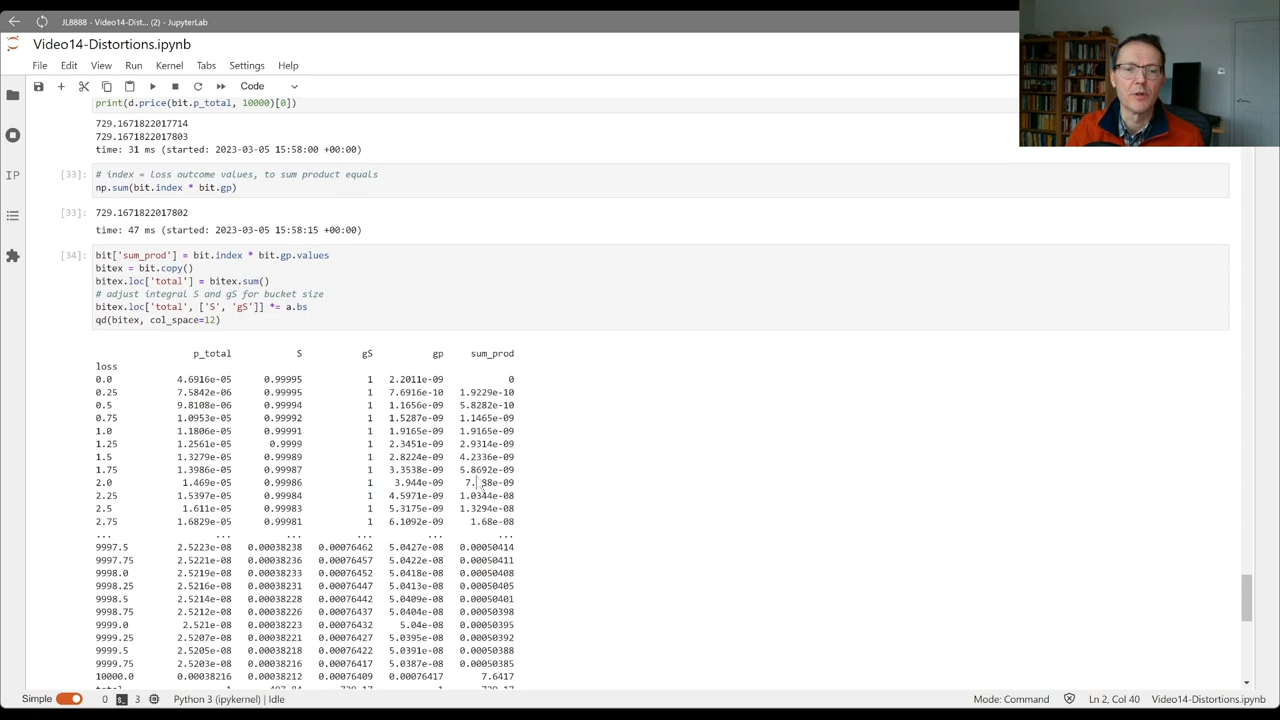 JL8888 - Video14-Dist... (2) - JupyterLab
Video14-Distortions.ipynb
File Edit View Run Kernel Tabs Settings Help
Code
print(d.price(bit.p_total, 10000)[0])
729.1671822017714
729.1671822017803
time: 31 ms (started: 2023-03-05 15:58:00 +00:00)
[33]: # index = loss outcome values, to sum product equals
np.sum(bit.index * bit.gp)
[33]: 729.1671822017802
time: 47 ms (started: 2023-03-05 15:58:15 +00:00)
[34]: bit['sum_prod'] = bit.index * bit.gp.values
bitex = bit.copy()
bitex.loc['total'] = bitex.sum()
# adjust integral S and gS for bucket size
bitex.loc['total', ['S', 'gS']] *= a.bs
qd(bitex, col_space=12)
p_total S gS gp sum_prod
loss
0.0 4.6916e-05 0.99995 1 2.2011e-09 0
0.25 7.5842e-06 0.99995 1 7.6916e-10 1.9229e-10
0.5 9.8108e-06 0.99994 1 1.1656e-09 5.8282e-10
0.75 1.0953e-05 0.99992 1 1.5287e-09 1.1465e-09
1.0 1.1806e-05 0.99991 1 1.9165e-09 1.9165e-09
1.25 1.2561e-05 0.9999 1 2.3451e-09 2.9314e-09
1.5 1.3279e-05 0.99989 1 2.8224e-09 4.2336e-09
1.75 1.3986e-05 0.99987 1 3.3538e-09 5.8692e-09
2.0 1.469e-05 0.99986 1 3.944e-09
2.25 1.5397e-05 0.99984 1 4.5971e-09 1.0344e-08
2.5 1.611e-05 0.99983 1 5.3175e-09 1.3294e-08
2.75 1.6829e-05 0.99981 1 6.1092e-09 1.68e-08
... ... ... ... ... ...
9997.5 2.5223e-08 0.00038238 0.00076462 5.0427e-08 0.00050414
9997.75 2.5221e-08 0.00038236 0.00076457 5.0422e-08 0.00050411
9998.0 2.5219e-08 0.00038233 0.00076452 5.0418e-08 0.00050408
9998.25 2.5216e-08 0.00038231 0.00076447 5.0413e-08 0.00050405
9998.5 2.5214e-08 0.00038228 0.00076442 5.0409e-08 0.00050401
9998.75 2.5212e-08 0.00038226 0.00076437 5.0404e-08 0.00050398
9999.0 2.521e-08 0.00038223 0.00076432 5.04e-08 0.00050395
9999.25 2.5207e-08 0.00038221 0.00076427 5.0395e-08 0.00050392
9999.5 2.5205e-08 0.00038218 0.00076422 5.0391e-08 0.00050388
9999.75 2.5203e-08 0.00038216 0.00076417 5.0387e-08 0.00050385
10000.0 0.00038216 0.00038212 0.00076409 0.00076417 7.6417
Simple 0 3 Python 3 (ipykernel) | Idle Mode: Command Ln 2, Col 40 Video14-Distortions.ipynb